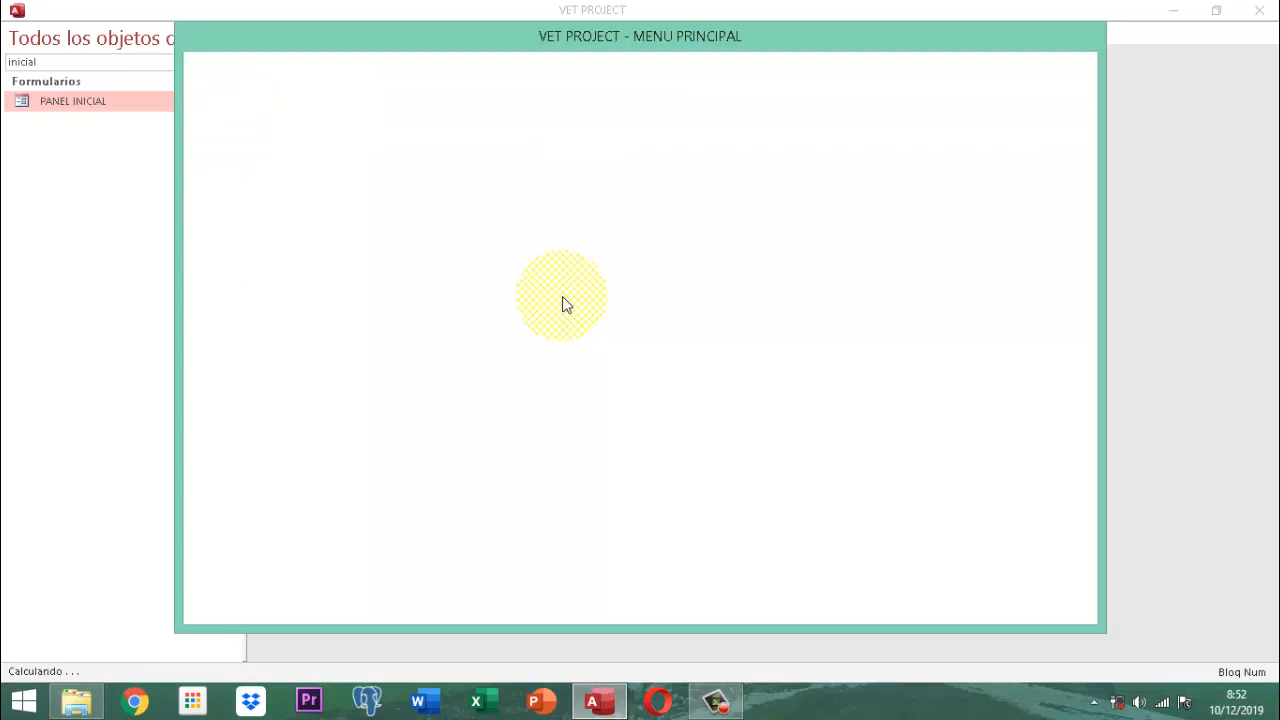 VET PROJECT
Todos los objetos d
VET PROJECT - MENU PRINCIPAL
inicial
Formularios
PANEL INICIAL
Calculando . . .
Bloq Num
Pr
W
X
P
A
8:52
10/12/2019